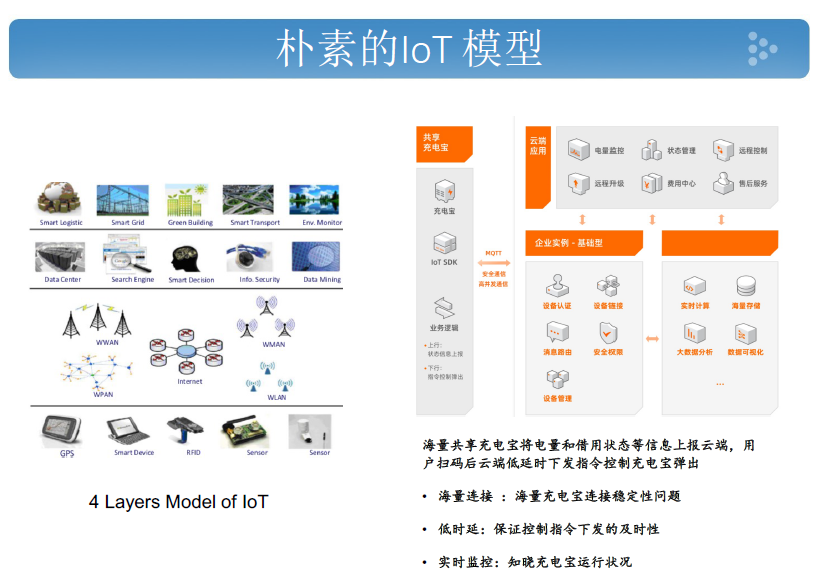 朴素的IoT 模型
Smart Logistic
Smart Grid
Green Building
Smart Transport
Env. Monitor
Data Center
Search Engine
Smart Decision
Info. Security
Data Mining
WWAN
WMAN
Internet
WPAN
WLAN
GPS
Smart Device
RFID
Sensor
Sensor
4 Layers Model of IoT
共享
充电宝
充电宝
IoT SDK
业务逻辑
•上行:
状态信息上报
•下行:
指令控制弹出
MQTT
安全通信
高并发通信
云端
应用
电量监控
状态管理
远程控制
远程升级
费用中心
售后服务
企业实例 - 基础型
设备认证
设备链接
消息路由
安全权限
设备管理
实时计算
海量存储
大数据分析
数据可视化
...
海量共享充电宝将电量和借用状态等信息上报云端，用
户扫码后云端低延时下发指令控制充电宝弹出
• 海量连接 ：海量充电宝连接稳定性问题
• 低时延：保证控制指令下发的及时性
• 实时监控：知晓充电宝运行状况